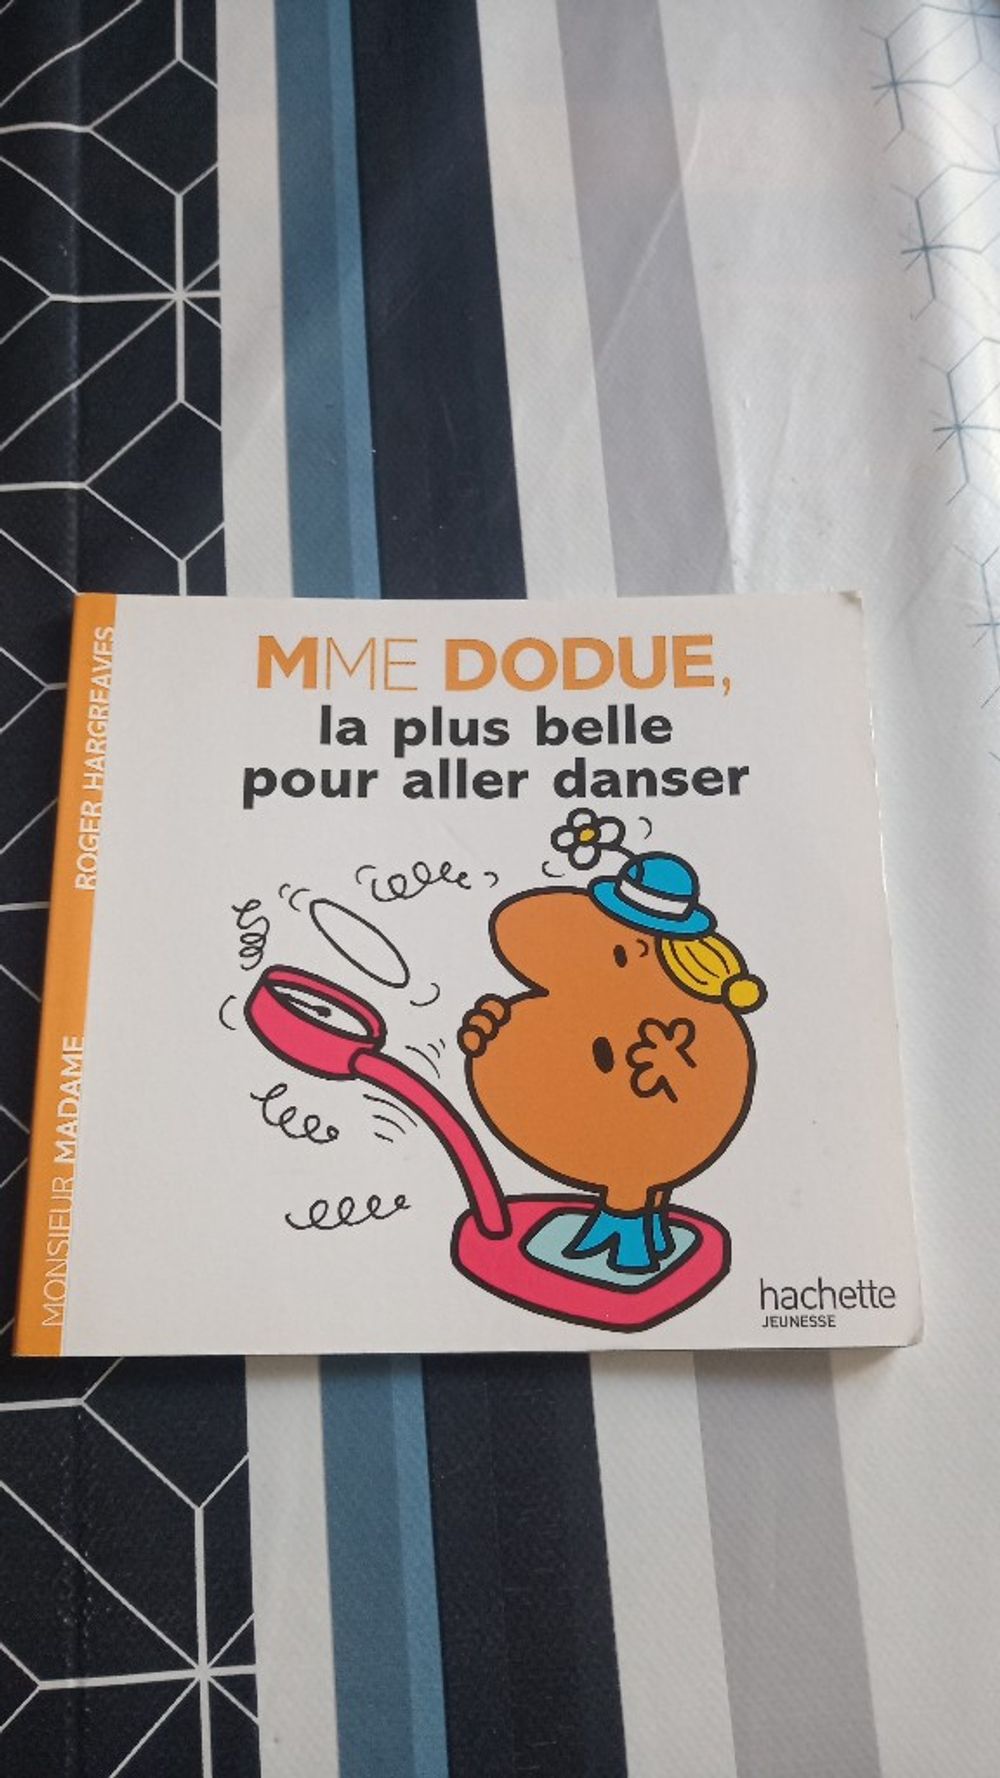 MME DODUE,
la plus belle
pour aller danser
ROGER HARGREAVES
MONSIEUR MADAME
hachette
JEUNESSE